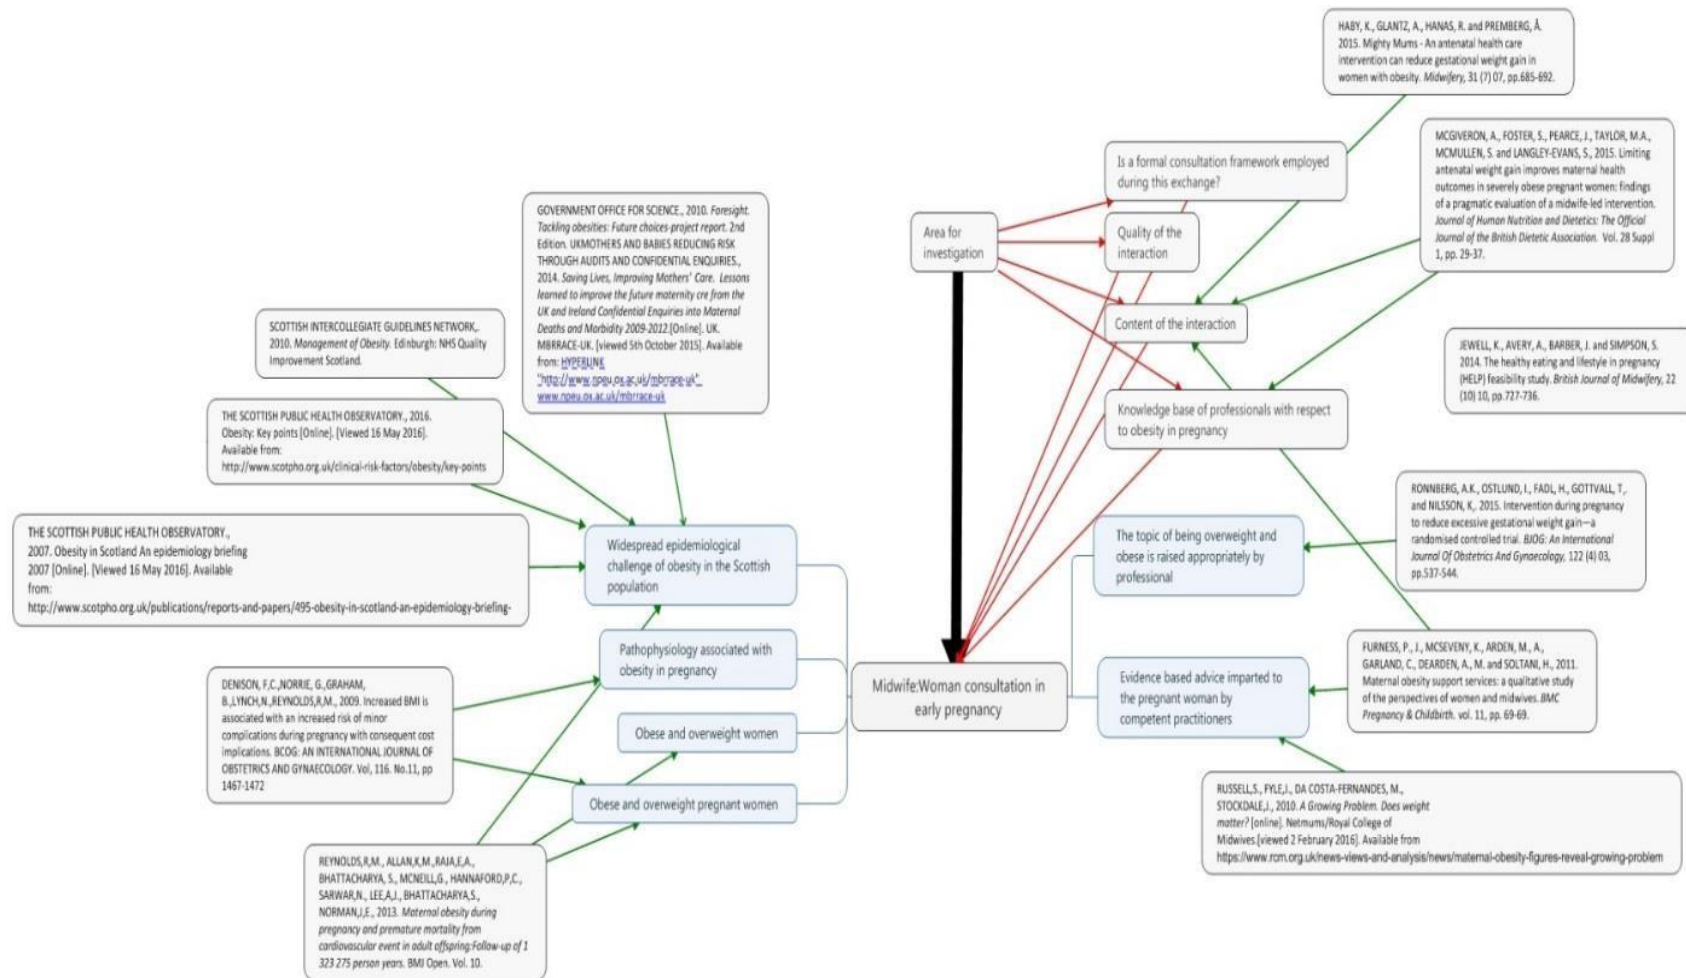 HABY, K., GLANTZ, A., HANAS, R. and PREMBERG, Å.
2015. Mighty Mums - An antenatal health care
intervention can reduce gestational weight gain in
women with obesity. Midwifery, 31 (7) 07, pp.685-692.
MCGIVERON, A., FOSTER, S., PEARCE, J., TAYLOR, M.A.,
MCMULLEN, S. and LANGLEY-EVANS, S., 2015. Limiting
antenatal weight gain improves maternal health
outcomes in severely obese pregnant women: findings
of a pragmatic evaluation of a midwife-led intervention.
Journal of Human Nutrition and Dietetics: The Official
Journal of the British Dietetic Association. Vol. 28 Suppl
1, pp. 29-37.
Is a formal consultation framework employed
during this exchange?
Area for
investigation
Quality of the
interaction
Content of the interaction
Knowledge base of professionals with respect
to obesity in pregnancy
JEWELL, K., AVERY, A., BARBER, J. and SIMPSON, S.
2014. The healthy eating and lifestyle in pregnancy
(HELP) feasibility study. British Journal of Midwifery, 22
(10) 10, pp.727-736.
GOVERNMENT OFFICE FOR SCIENCE., 2010. Foresight.
Tackling obesities: Future choices-project report. 2nd
Edition. UKMOTHERS AND BABIES REDUCING RISK
THROUGH AUDITS AND CONFIDENTIAL ENQUIRIES.,
2014. Saving Lives, Improving Mothers' Care. Lessons
learned to improve the future maternity cre from the
UK and Ireland Confidential Enquiries into Maternal
Deaths and Morbidity 2009-2012.[Online]. UK.
MBRRACE-UK. [viewed 5th October 2015]. Available
from: HYPERLINK
"http://www.npeu.ox.ac.uk/mbrrace-uk"
www.npeu.ox.ac.uk/mbrrace-uk
SCOTTISH INTERCOLLEGIATE GUIDELINES NETWORK,.
2010. Management of Obesity. Edinburgh: NHS Quality
Improvement Scotland.
THE SCOTTISH PUBLIC HEALTH OBSERVATORY., 2016.
Obesity: Key points [Online]. [Viewed 16 May 2016].
Available from:
http://www.scotpho.org.uk/clinical-risk-factors/obesity/key-points
THE SCOTTISH PUBLIC HEALTH OBSERVATORY.,
2007. Obesity in Scotland An epidemiology briefing
2007 [Online]. [Viewed 16 May 2016]. Available
from:
http://www.scotpho.org.uk/publications/reports-and-papers/495-obesity-in-scotland-an-epidemiology-briefing-
Widespread epidemiological
challenge of obesity in the Scottish
population
Pathophysiology associated with
obesity in pregnancy
Obese and overweight women
Obese and overweight pregnant women
Midwife:Woman consultation in
early pregnancy
The topic of being overweight and
obese is raised appropriately by
professional
Evidence based advice imparted to
the pregnant woman by
competent practitioners
RONNBERG, A.K., OSTLUND, I., FADL, H., GOTTVALL, T,.
and NILSSON, K,. 2015. Intervention during pregnancy
to reduce excessive gestational weight gain—a
randomised controlled trial. BJOG: An International
Journal Of Obstetrics And Gynaecology, 122 (4) 03,
pp.537-544.
FURNESS, P., J., MCSEVENY, K., ARDEN, M., A.,
GARLAND, C., DEARDEN, A., M. and SOLTANI, H., 2011.
Maternal obesity support services: a qualitative study
of the perspectives of women and midwives. BMC
Pregnancy & Childbirth. vol. 11, pp. 69-69.
RUSSELL,S., FYLE,J., DA COSTA-FERNANDES, M.,
STOCKDALE,J., 2010. A Growing Problem. Does weight
matter? [online]. Netmums/Royal College of
Midwives.[viewed 2 February 2016]. Available from
https://www.rcm.org.uk/news-views-and-analysis/news/maternal-obesity-figures-reveal-growing-problem
DENISON, F,C.,NORRIE, G.,GRAHAM,
B.,LYNCH,N.,REYNOLDS,R,M., 2009. Increased BMI is
associated with an increased risk of minor
complications during pregnancy with consequent cost
implications. BCOG: AN INTERNATIONAL JOURNAL OF
OBSTETRICS AND GYNAECOLOGY. Vol, 116. No.11, pp
1467-1472
REYNOLDS,R,M., ALLAN,K,M.,RAJA,E,A.,
BHATTACHARYA, S., MCNEILL,G., HANNAFORD,P,C.,
SARWAR,N., LEE,A,J., BHATTACHARYA,S.,
NORMAN,J,E., 2013. Maternal obesity during
pregnancy and premature mortality from
cardiovascular event in adult offspring:Follow-up of 1
323 275 person years. BMJ Open. Vol. 10.